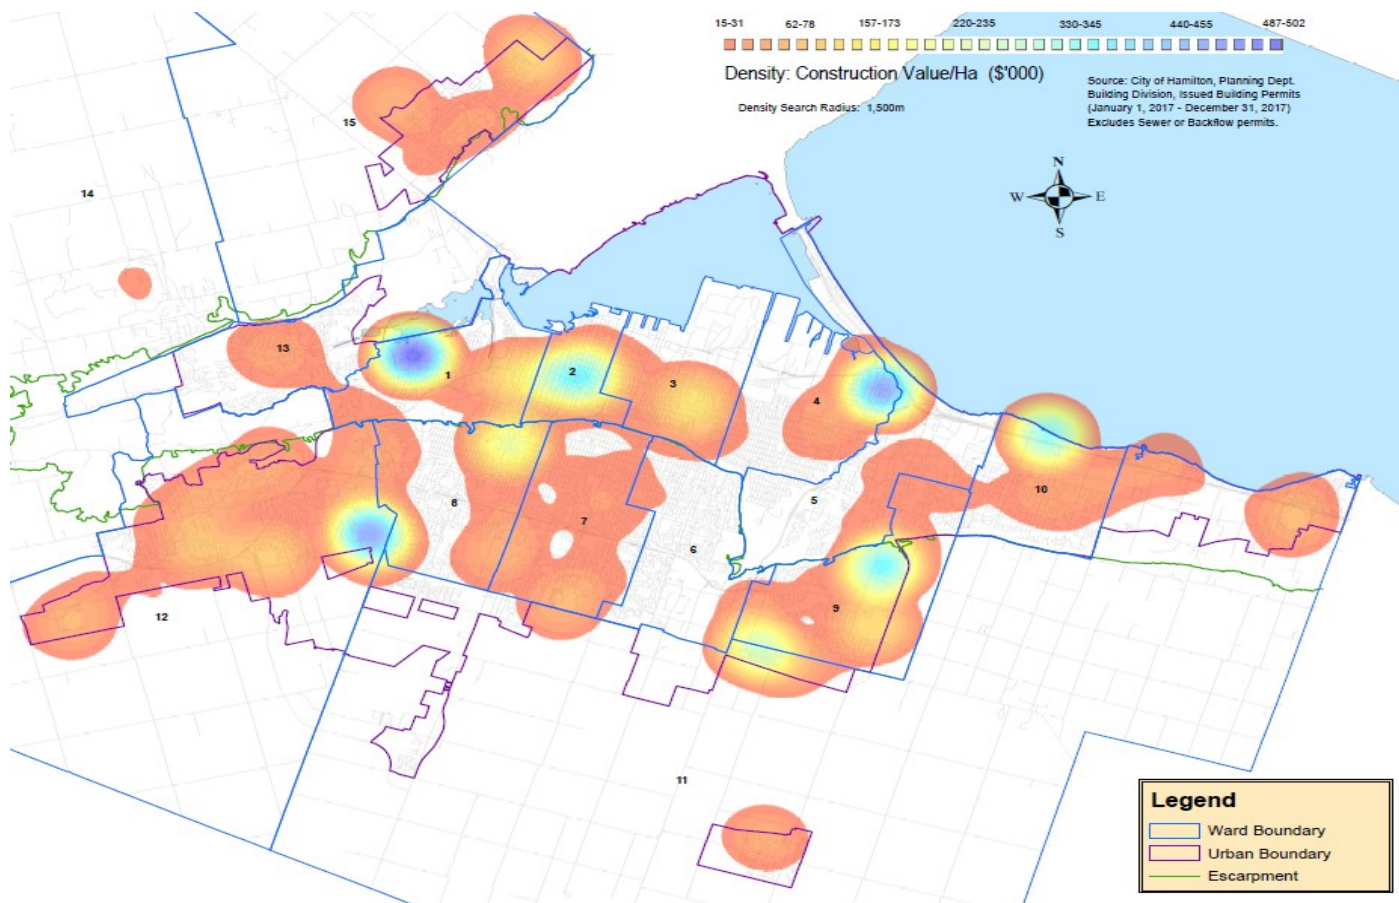 15-31 62-78 157-173 220-235 330-345 440-455 487-502
Density: Construction Value/Ha ($'000)
Density Search Radius: 1,500m
Source: City of Hamilton, Planning Dept.
Building Division, Issued Building Permits
(January 1, 2017 - December 31, 2017)
Excludes Sewer or Backflow permits.
N
W E
S
15
14
13
1
2
3
4
5
6
7
8
9
10
12
11
Legend
Ward Boundary
Urban Boundary
Escarpment